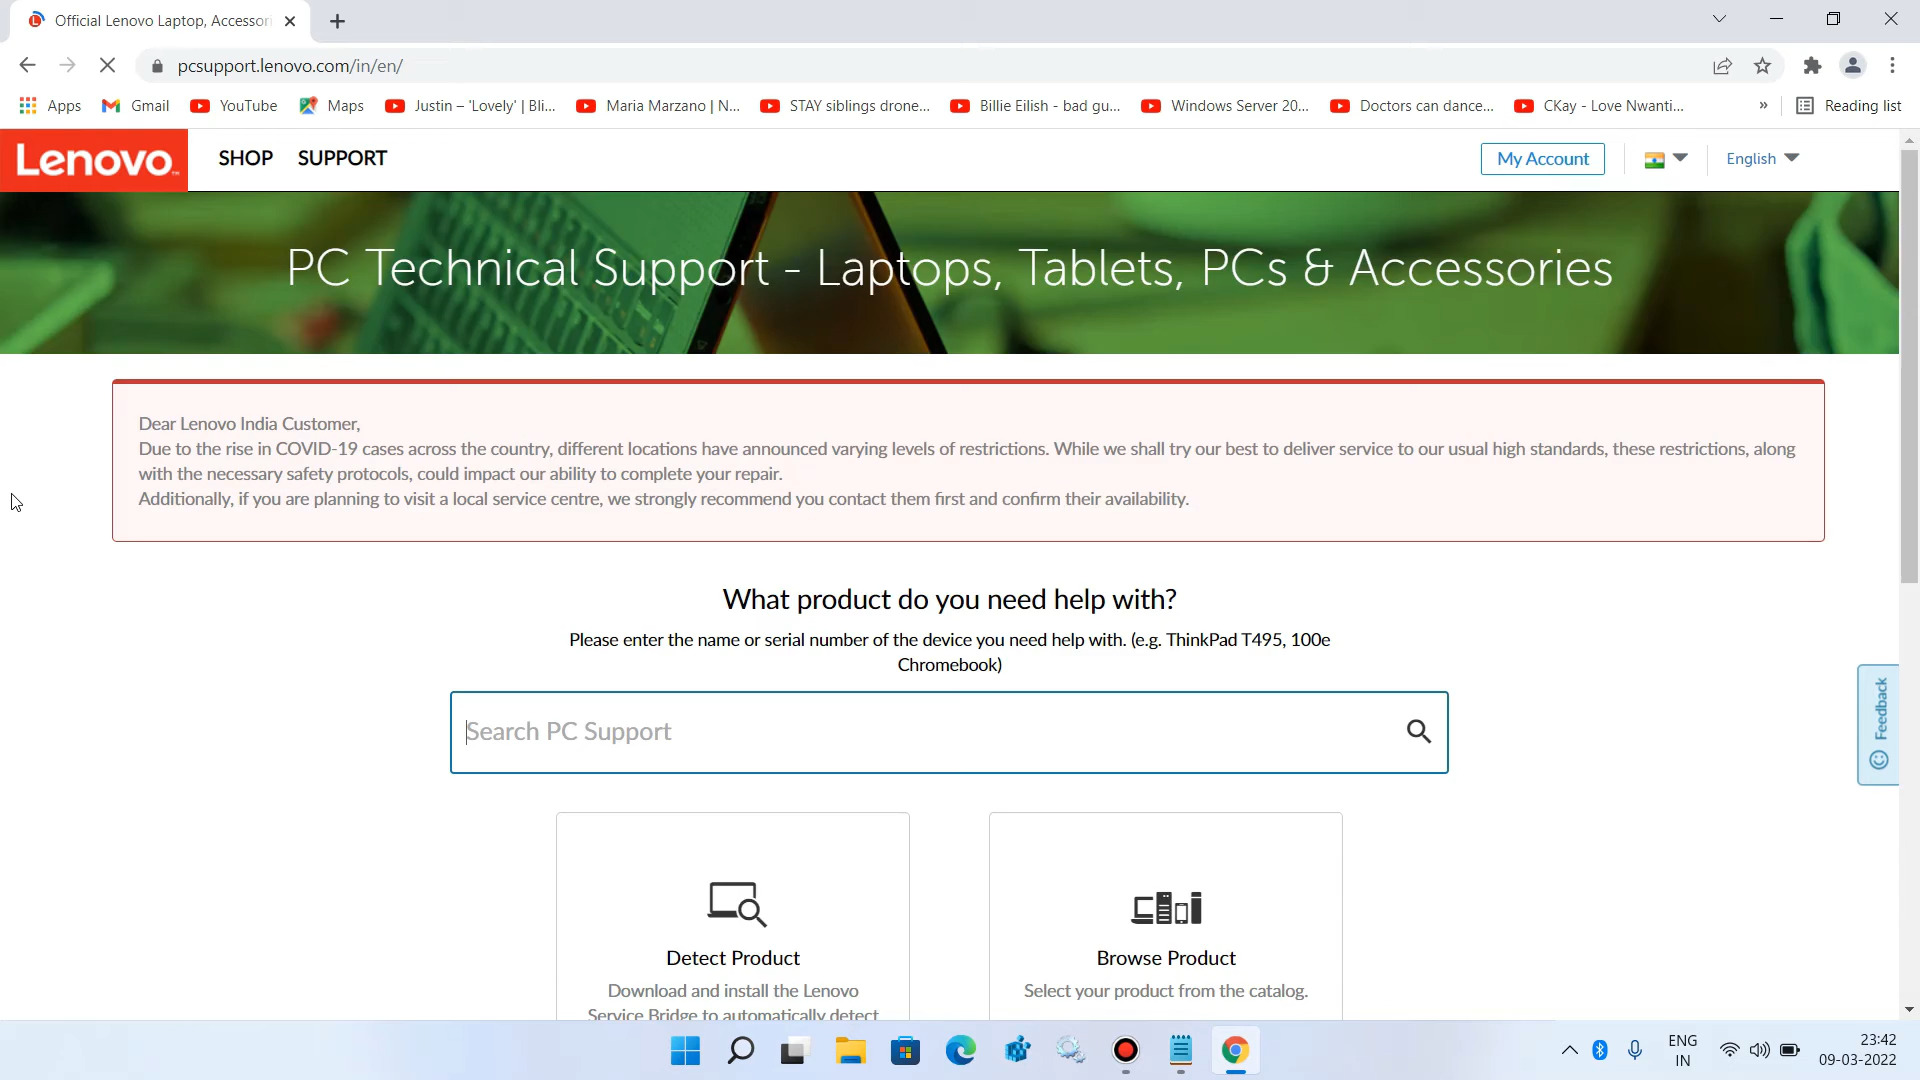 Official Lenovo Laptop, Accessori
pcsupport.lenovo.com/in/en/
Apps
Gmail
YouTube
Maps
Justin – 'Lovely' | Bli...
Maria Marzano | N...
STAY siblings drone...
Billie Eilish - bad gu...
Windows Server 20...
Doctors can dance...
CKay - Love Nwanti...
»
Reading list
Lenovo™
SHOP
SUPPORT
My Account
English
PC Technical Support - Laptops, Tablets, PCs & Accessories
Dear Lenovo India Customer,
Due to the rise in COVID-19 cases across the country, different locations have announced varying levels of restrictions. While we shall try our best to deliver service to our usual high standards, these restrictions, along
with the necessary safety protocols, could impact our ability to complete your repair.
Additionally, if you are planning to visit a local service centre, we strongly recommend you contact them first and confirm their availability.
What product do you need help with?
Please enter the name or serial number of the device you need help with. (e.g. ThinkPad T495, 100e
Chromebook)
Search PC Support
Feedback
Detect Product
Download and install the Lenovo
Service Bridge to automatically detect
Browse Product
Select your product from the catalog.
ENG
IN
23:42
09-03-2022